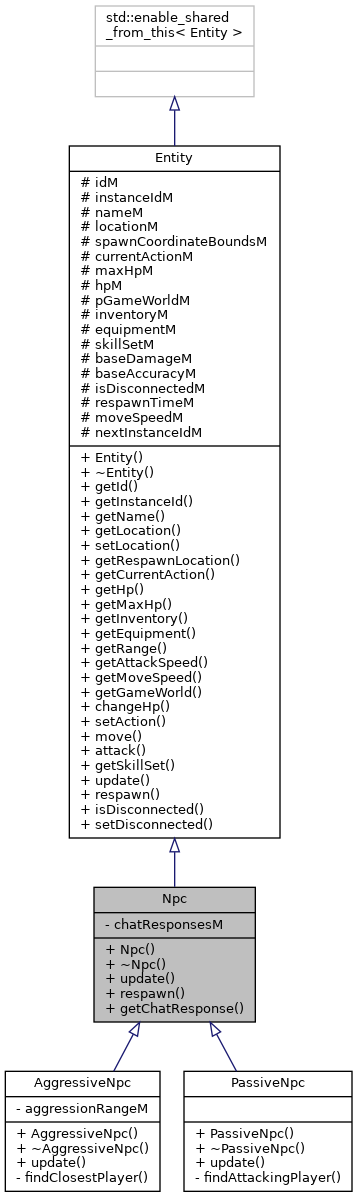 std::enable_shared
_from_this< Entity >
Entity
# idM
# instanceIdM
# nameM
# locationM
# spawnCoordinateBoundsM
# currentActionM
# maxHpM
# hpM
# pGameWorldM
# inventoryM
# equipmentM
# skillSetM
# baseDamageM
# baseAccuracyM
# isDisconnectedM
# respawnTimeM
# moveSpeedM
# nextInstanceIdM
+ Entity()
+ ~Entity()
+ getId()
+ getInstanceId()
+ getName()
+ getLocation()
+ setLocation()
+ getRespawnLocation()
+ getCurrentAction()
+ getHp()
+ getMaxHp()
+ getInventory()
+ getEquipment()
+ getRange()
+ getAttackSpeed()
+ getMoveSpeed()
+ getGameWorld()
+ changeHp()
+ setAction()
+ move()
+ attack()
+ getSkillSet()
+ update()
+ respawn()
+ isDisconnected()
+ setDisconnected()
Npc
- chatResponsesM
+ Npc()
+ ~Npc()
+ update()
+ respawn()
+ getChatResponse()
AggressiveNpc
- aggressionRangeM
+ AggressiveNpc()
+ ~AggressiveNpc()
+ update()
- findClosestPlayer()
PassiveNpc
+ PassiveNpc()
+ ~PassiveNpc()
+ update()
- findAttackingPlayer()